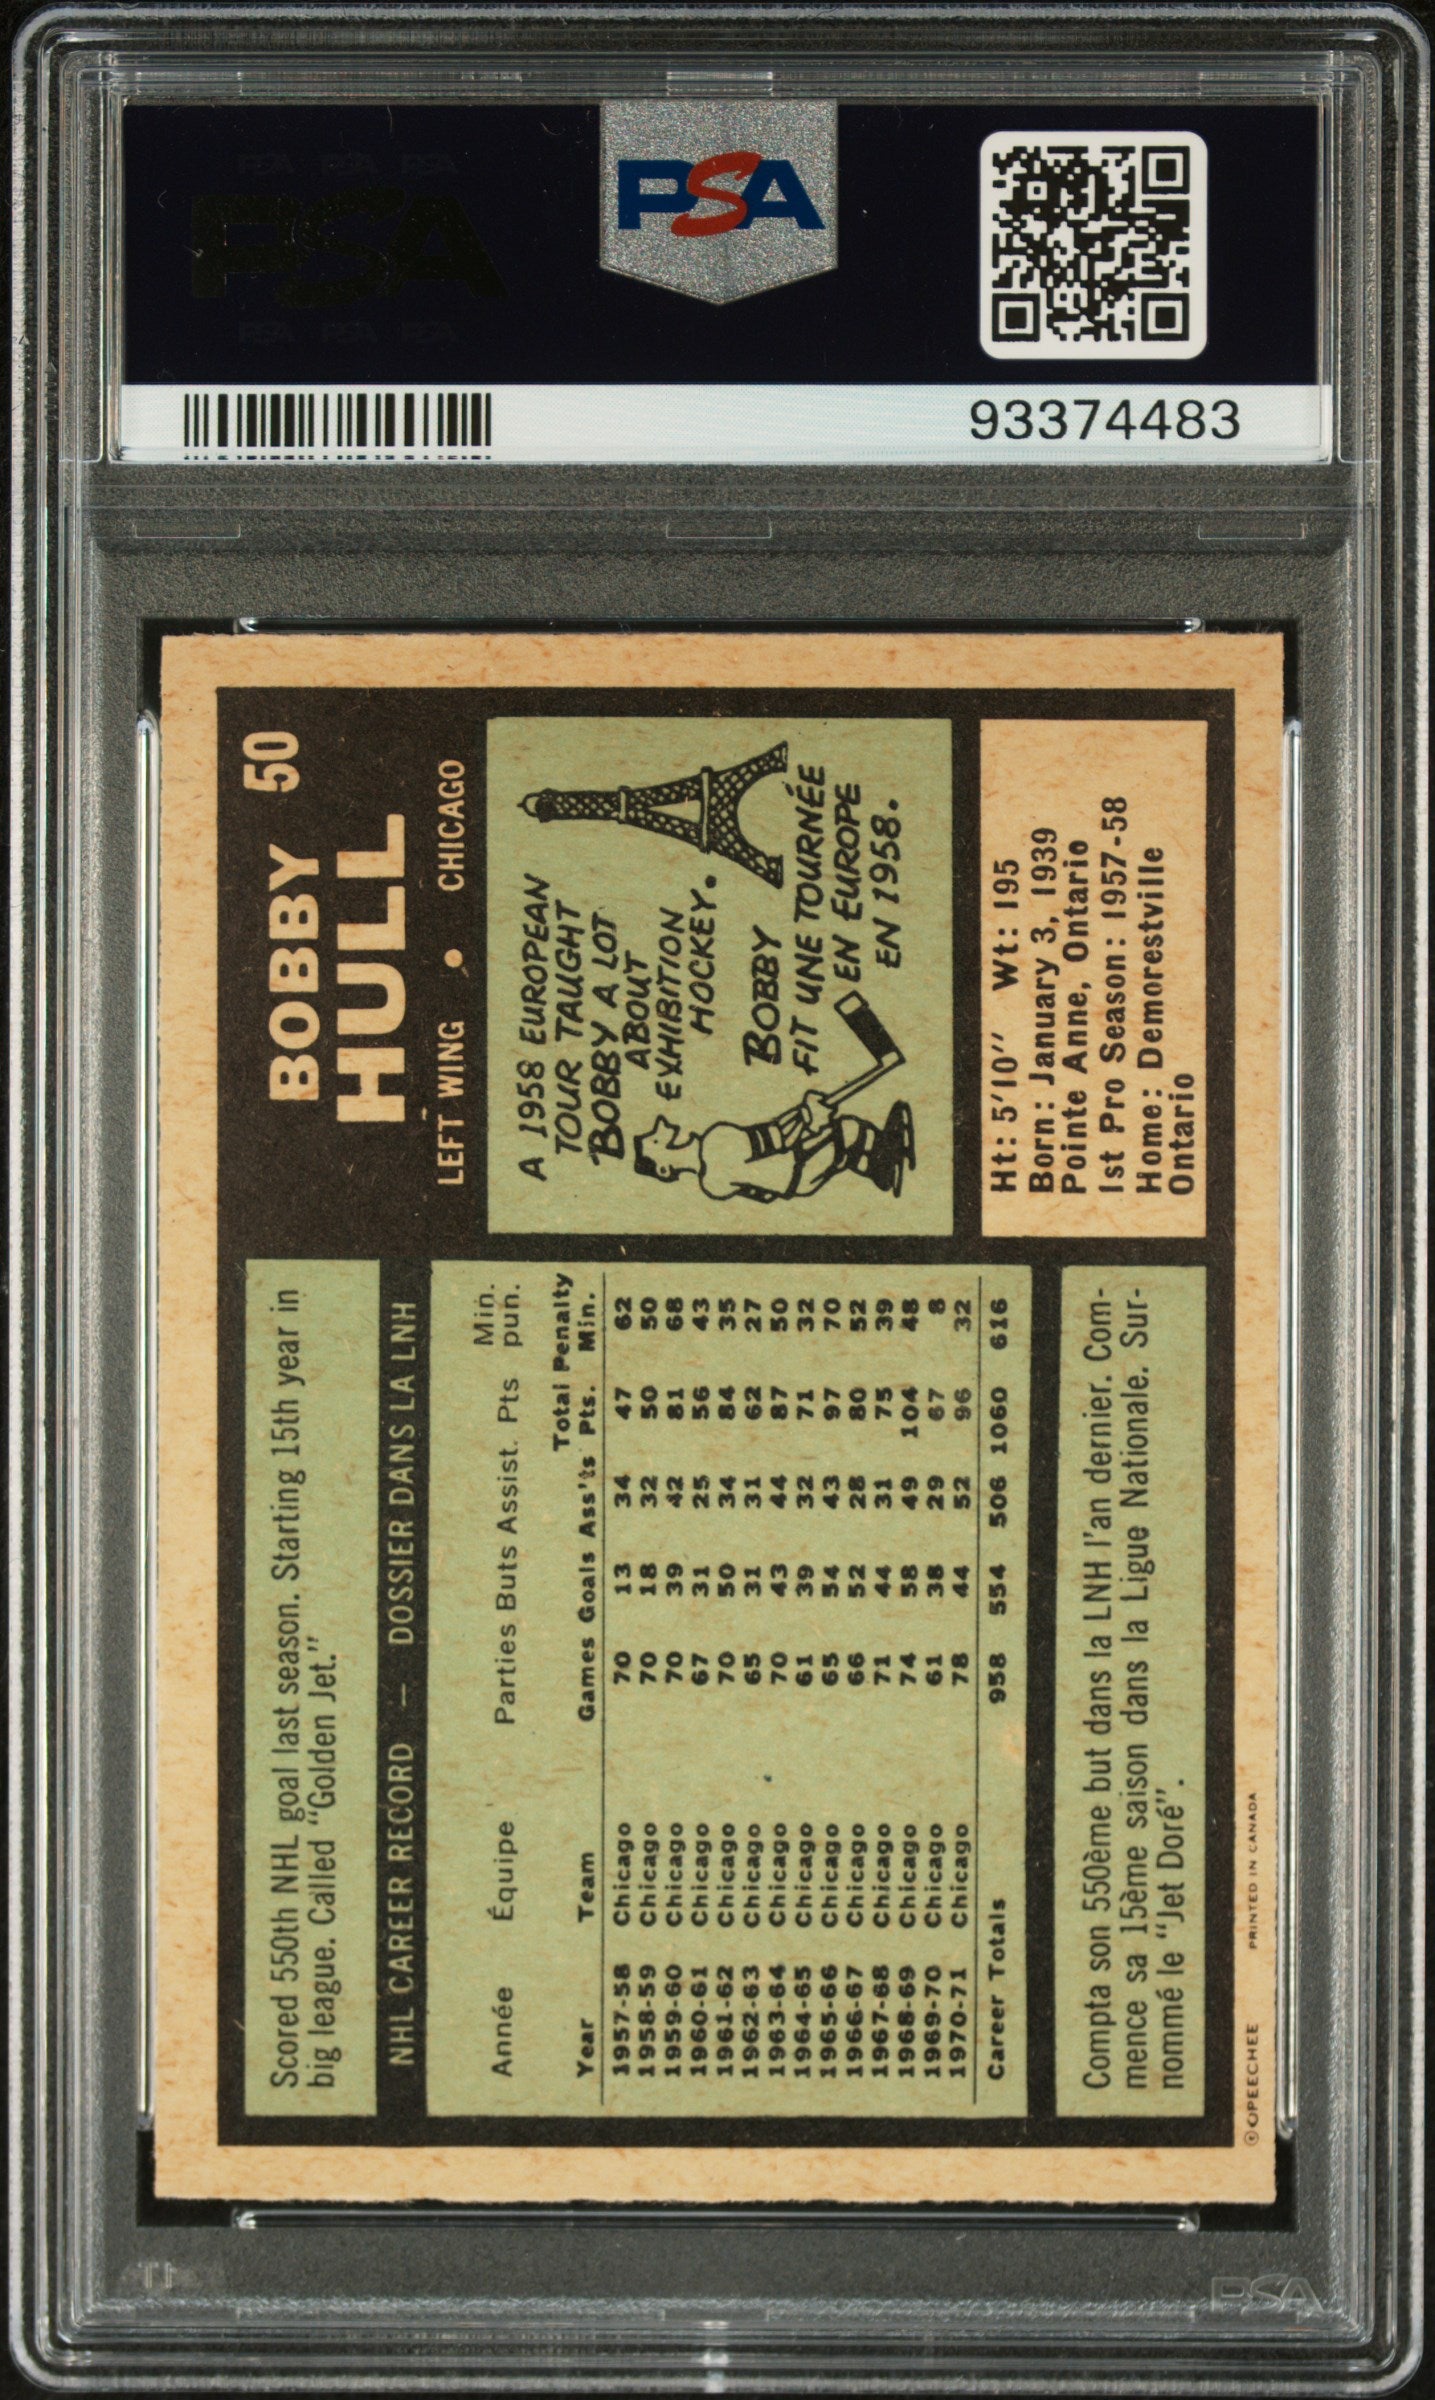 PSA
93374483
BOBBY 50
HULL
LEFT WING • CHICAGO
A 1958 EUROPEAN
TOUR TAUGHT
BOBBY A LOT
ABOUT
EXHIBITION
HOCKEY.
BOBBY
FIT UNE TOURNÉE
EN EUROPE
EN 1958.
Ht: 5'10" Wt: 195
Born: January 3, 1939
Pointe Anne, Ontario
1st Pro Season: 1957-58
Home: Demorestville
Ontario
Scored 550th NHL goal last season. Starting 15th year in
big league. Called "Golden Jet."
NHL CAREER RECORD — DOSSIER DANS LA LNH
Année Équipe Parties Buts Assist. Pts Min. pun.
Year Team Games Goals Ass'ts Total Pts. Penalty Min.
1957-58 Chicago 70 13 34 47 62
1958-59 Chicago 70 18 32 50 50
1959-60 Chicago 70 39 42 81 68
1960-61 Chicago 67 31 25 56 43
1961-62 Chicago 70 50 34 84 35
1962-63 Chicago 65 31 31 62 27
1963-64 Chicago 70 43 44 87 50
1964-65 Chicago 61 39 32 71 32
1965-66 Chicago 65 54 43 97 70
1966-67 Chicago 66 52 28 80 52
1967-68 Chicago 71 44 31 75 39
1968-69 Chicago 74 58 49 104 48
1969-70 Chicago 61 38 29 67 8
1970-71 Chicago 78 44 52 96 32
Career Totals 958 554 506 1060 616
Compta son 550ème but dans la LNH l'an dernier. Com-
mence sa 15ème saison dans la Ligue Nationale. Sur-
nommé le "Jet Doré".
©OPEECHEE PRINTED IN CANADA
PSA